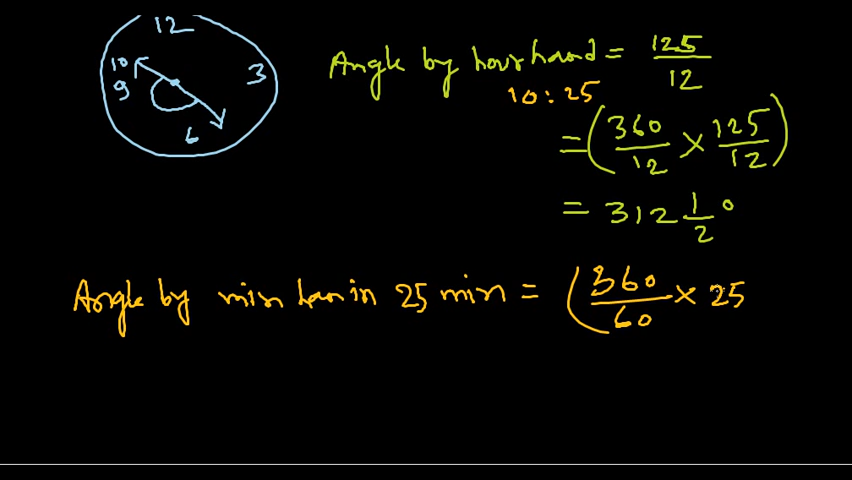 12
10
9
3
6
Angle by hour hand = 125/12
10:25
= (360/12 × 125/12)
= 312 1/2°
Angle by min han in 25 min = (360/60 × 25